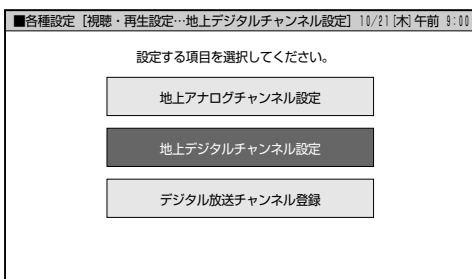 ■各種設定［視聴・再生設定…地上デジタルチャンネル設定］10/21［木］午前 9:00
設定する項目を選択してください。
地上アナログチャンネル設定
地上デジタルチャンネル設定
デジタル放送チャンネル登録